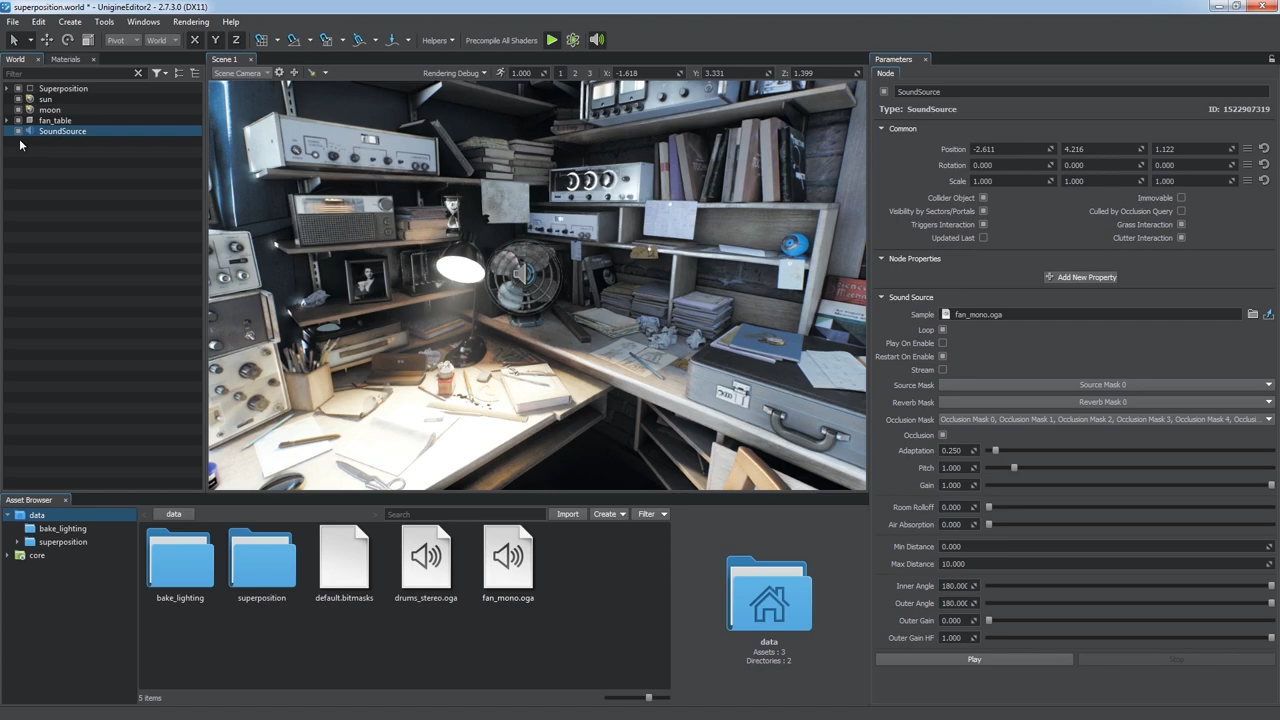 superposition.world * - UnigineEditor2 - 2.7.3.0 (DX11)
File Edit Create Tools Windows Rendering Help
Pivot World X Y Z Helpers Precompile All Shaders
World Materials Scene 1 Parameters
Filter
Scene Camera Rendering Debug 1.000 1 2 3 X: -1.618 Y: 3.331 Z: 1.399
Superposition
sun
moon
fan_table
SoundSource
Node
SoundSource
Type: SoundSource ID: 1522907319
Common
Position -2.611 4.216 1.122
Rotation 0.000 0.000 0.000
Scale 1.000 1.000 1.000
Collider Object Immovable
Visibility by Sectors/Portals Culled by Occlusion Query
Triggers Interaction Grass Interaction
Updated Last Clutter Interaction
Node Properties
Add New Property
Sound Source
Sample fan_mono.oga
Loop
Play On Enable
Restart On Enable
Stream
Source Mask Source Mask 0
Reverb Mask Reverb Mask 0
Occlusion Mask Occlusion Mask 0, Occlusion Mask 1, Occlusion Mask 2, Occlusion Mask 3, Occlusion Mask 4, Occlusi...
Occlusion
Adaptation 0.250
Pitch 1.000
Gain 1.000
Room Rolloff 0.000
Air Absorption 0.000
Min Distance 0.000
Max Distance 10.000
Inner Angle 180.000
Outer Angle 180.000
Outer Gain 0.000
Outer Gain HF 1.000
Play Stop
Asset Browser
data
bake_lighting
superposition
core
data Search Import Create Filter
bake_lighting superposition default.bitmasks drums_stereo.oga fan_mono.oga
data
Assets : 3
Directories : 2
5 items